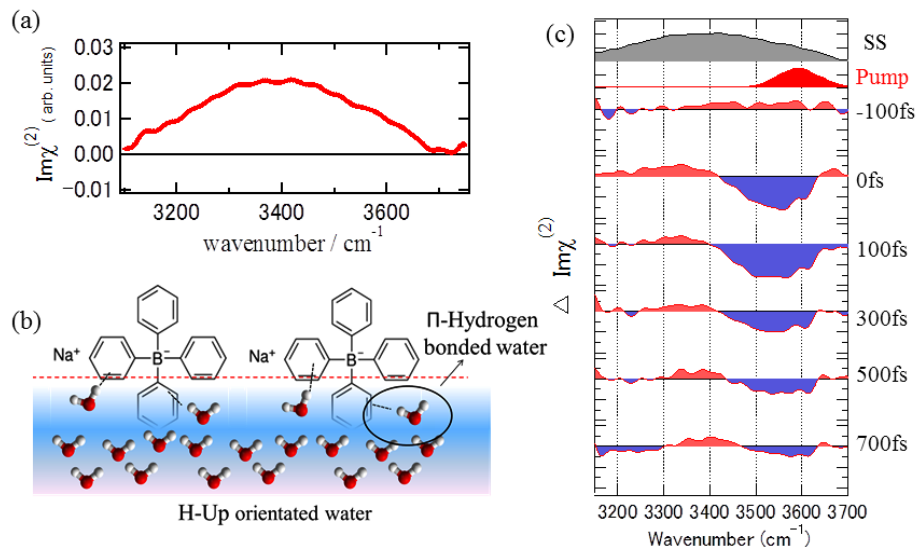 (a)
0.03
0.02
0.01
0.00
−0.01
Imχ(2) ( arb. units)
3200 3400 3600
wavenumber / cm-1
(b)
Na+ B− Na+ B−
Π-Hydrogen
bonded water
H-Up orientated water
(c)
SS
Pump
-100fs
0fs
100fs
300fs
500fs
700fs
△ Imχ(2)
3200 3300 3400 3500 3600 3700
Wavenumber (cm-1)